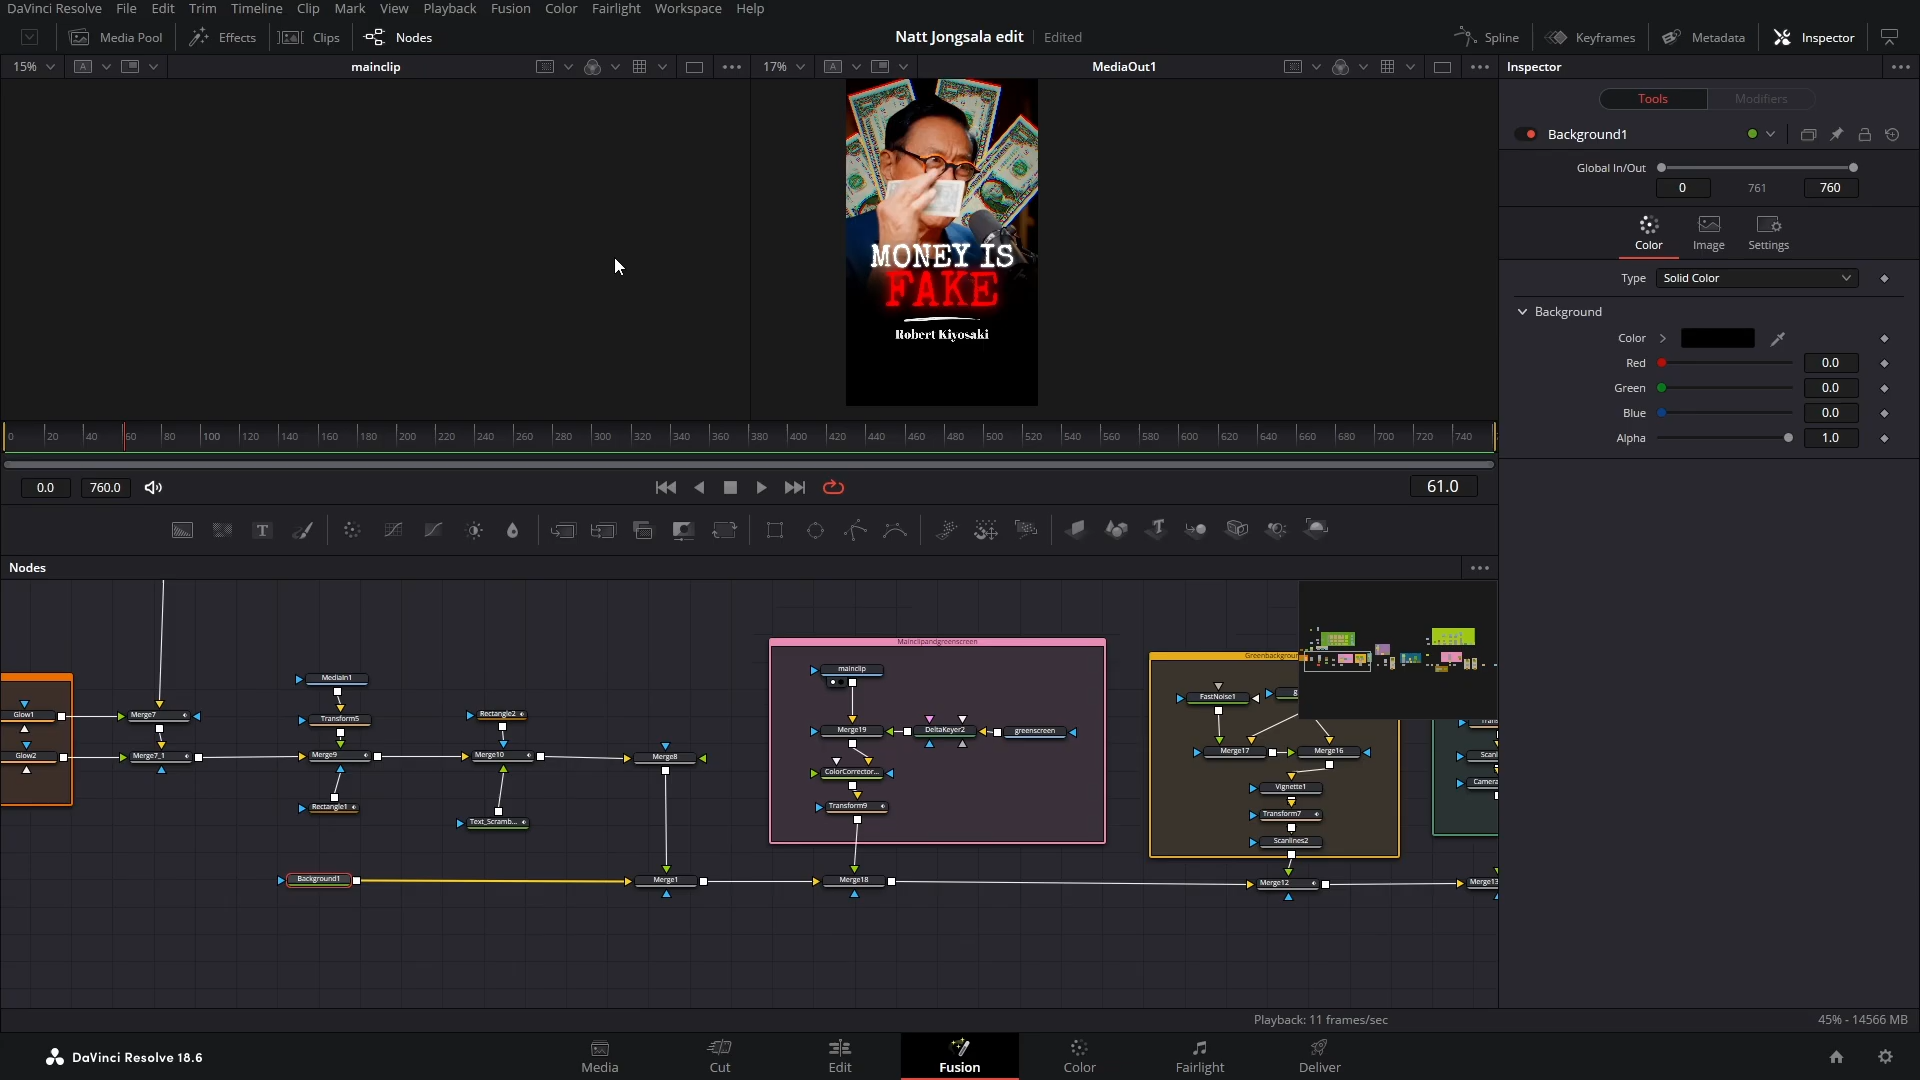 DaVinci Resolve File Edit Trim Timeline Clip Mark View Playback Fusion Color Fairlight Workspace Help
Media Pool Effects Clips Nodes Natt Jongsala edit Edited Spline Keyframes Metadata Inspector
15% A mainclip 17% A MediaOut1 Inspector
Tools Modifiers
Background1
Global In/Out
0 761 760
Color Image Settings
Type Solid Color
Background
Color
Red 0.0
Green 0.0
Blue 0.0
Alpha 1.0
MONEY IS
FAKE
Robert Kiyosaki
0 20 40 60 80 100 120 140 160 180 200 220 240 260 280 300 320 340 360 380 400 420 440 460 480 500 520 540 560 580 600 620 640 660 680 700 720 740
0.0 760.0 61.0
T
Nodes
Mainclipandgreenscreen
Greenbackgroun
mainclip
MediaIn1
FastNoise1 g
Glow1 Merge7 Transform5 Rectangle2
Merge19 DeltaKeyer2 greenscreen
Glow2 Merge7_1 Merge9 Merge10 Merge8 Merge17 Merge16
ColorCorrector...
Vignette1
Rectangle1 Transform9 Transform7
Text_Scramb...
Scanlines2
Background1 Merge1 Merge18 Merge12 Merge13
Scanl
Camera
Playback: 11 frames/sec 45% - 14566 MB
DaVinci Resolve 18.6
Media Cut Edit Fusion Color Fairlight Deliver